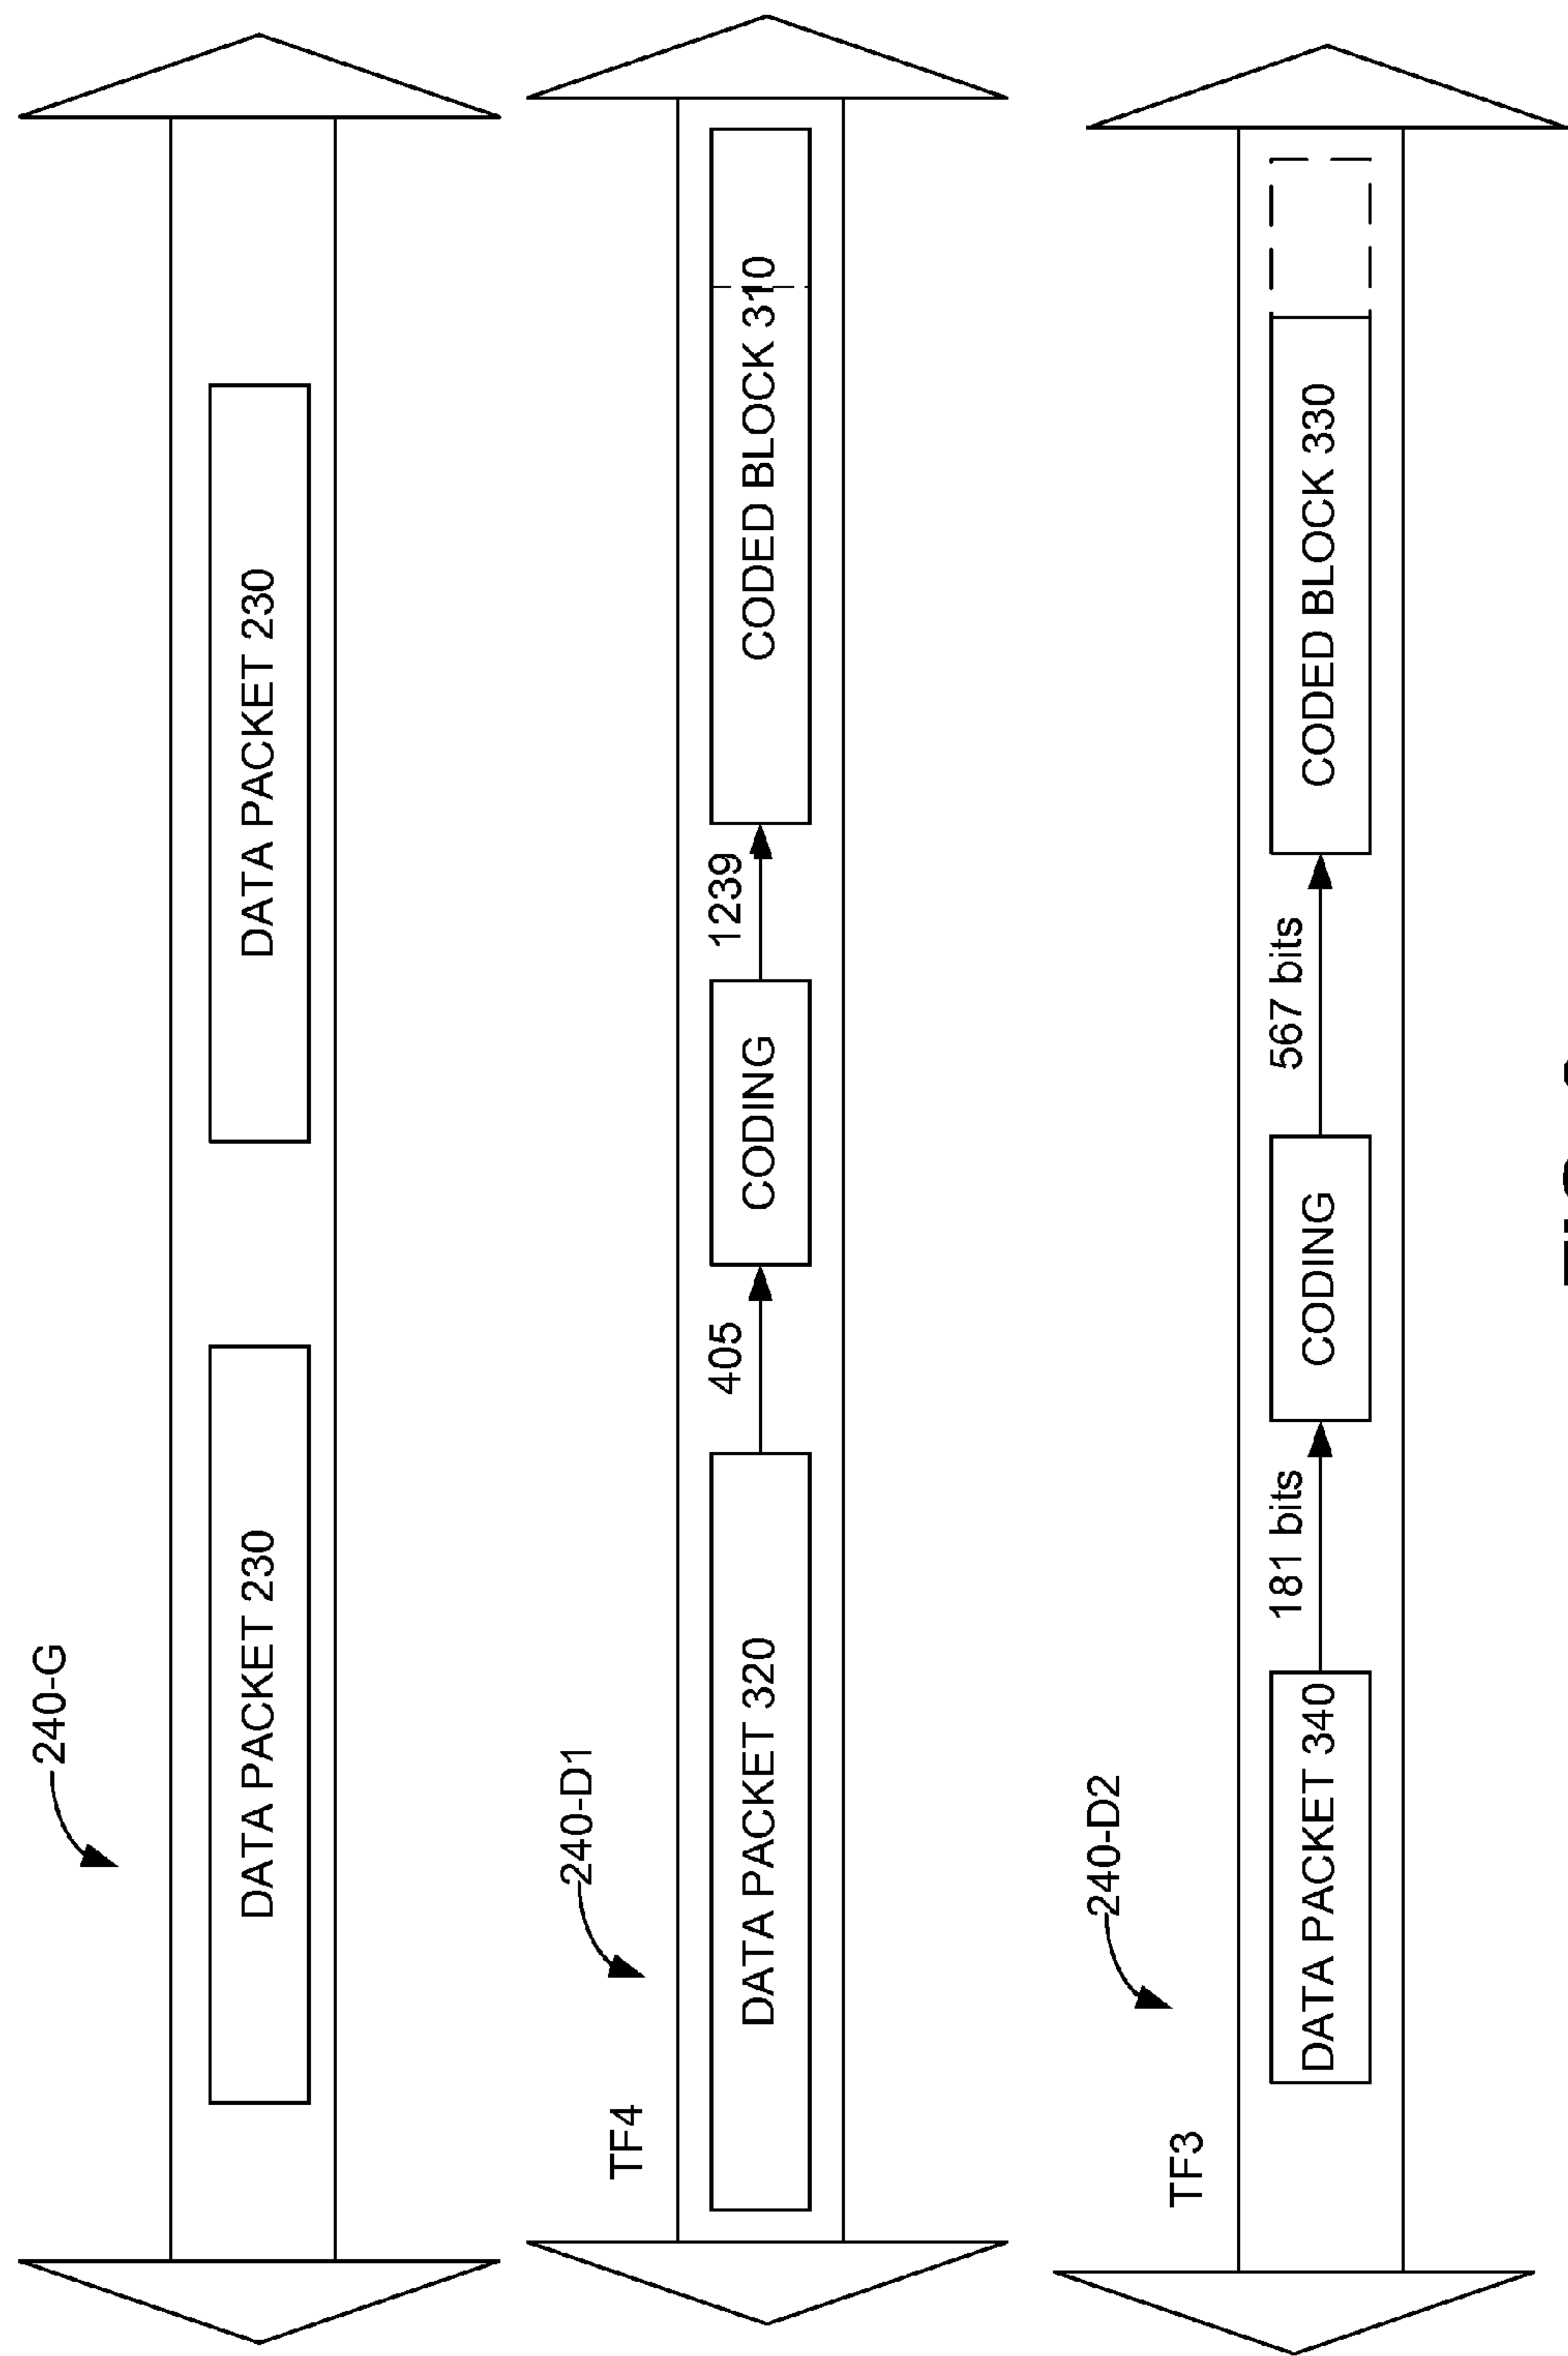 240-G
DATA PACKET 230
DATA PACKET 230
240-D1
TF4
DATA PACKET 320
405
CODING
1239
CODED BLOCK 310
240-D2
TF3
DATA PACKET 340
181 bits
CODING
567 bits
CODED BLOCK 330